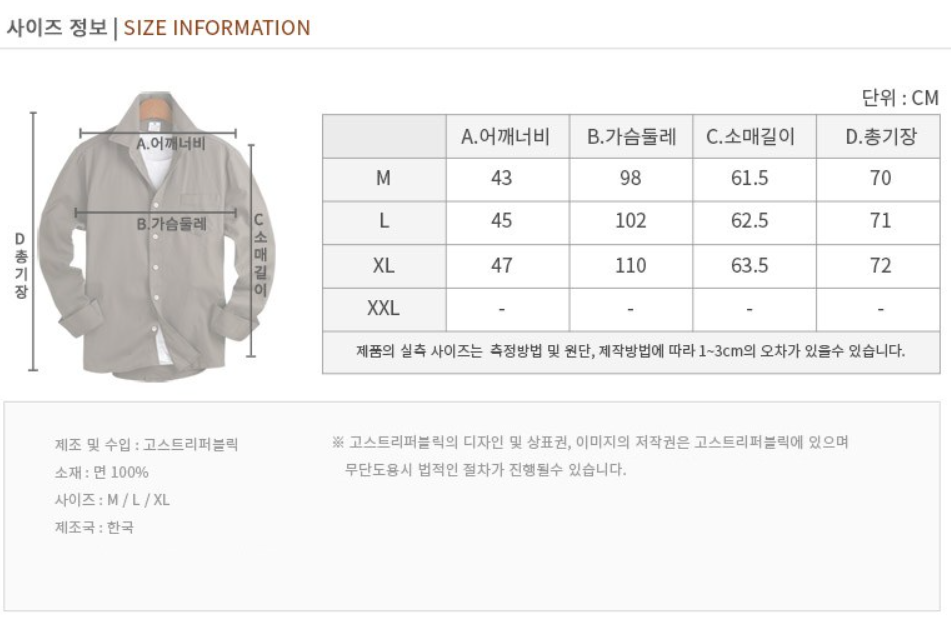 사이즈 정보 | SIZE INFORMATION
단위 : CM
A.어깨너비
B.가슴둘레
C 소매길이
D 총기장
A.어깨너비 B.가슴둘레 C.소매길이 D.총기장
M 43 98 61.5 70
L 45 102 62.5 71
XL 47 110 63.5 72
XXL - - - -
제품의 실측 사이즈는 측정방법 및 원단, 제작방법에 따라 1~3cm의 오차가 있을수 있습니다.
제조 및 수입 : 고스트리퍼블릭
소재 : 면 100%
사이즈 : M / L / XL
제조국 : 한국
※ 고스트리퍼블릭의 디자인 및 상표권, 이미지의 저작권은 고스트리퍼블릭에 있으며
무단도용시 법적인 절차가 진행될수 있습니다.